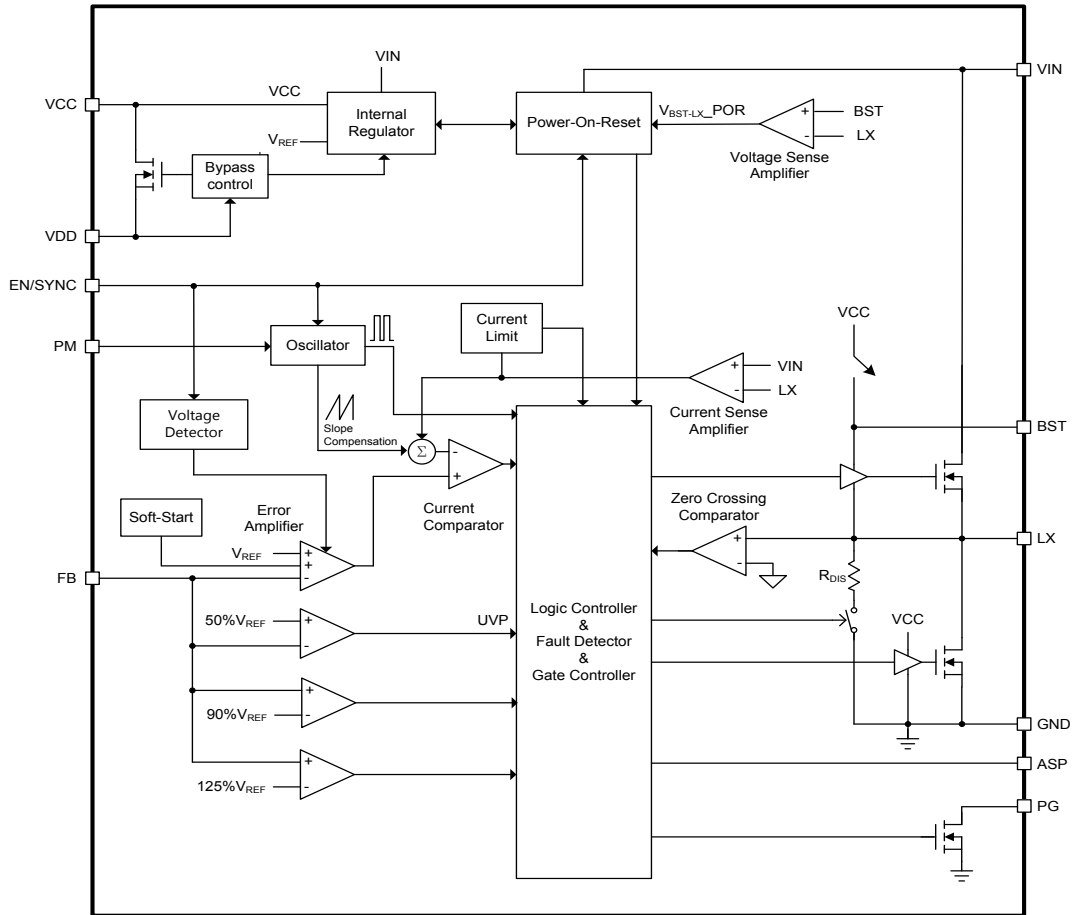 VIN
VCC
VCC
Internal
Regulator
VREF
Bypass
control
VDD
Power-On-Reset
VBST-LX_POR
+
-
BST
LX
Voltage Sense
Amplifier
VIN
EN/SYNC
PM
Oscillator
Current
Limit
Voltage
Detector
Slope
Compensation
Σ
-
+
Current
Comparator
+
-
VIN
LX
Current Sense
Amplifier
VCC
BST
Soft-Start
Error
Amplifier
VREF
+
+
-
FB
50%VREF
+
-
UVP
+
90%VREF
-
+
125%VREF
-
Logic Controller
&
Fault Detector
&
Gate Controller
Zero Crossing
Comparator
+
-
LX
RDIS
VCC
GND
ASP
PG